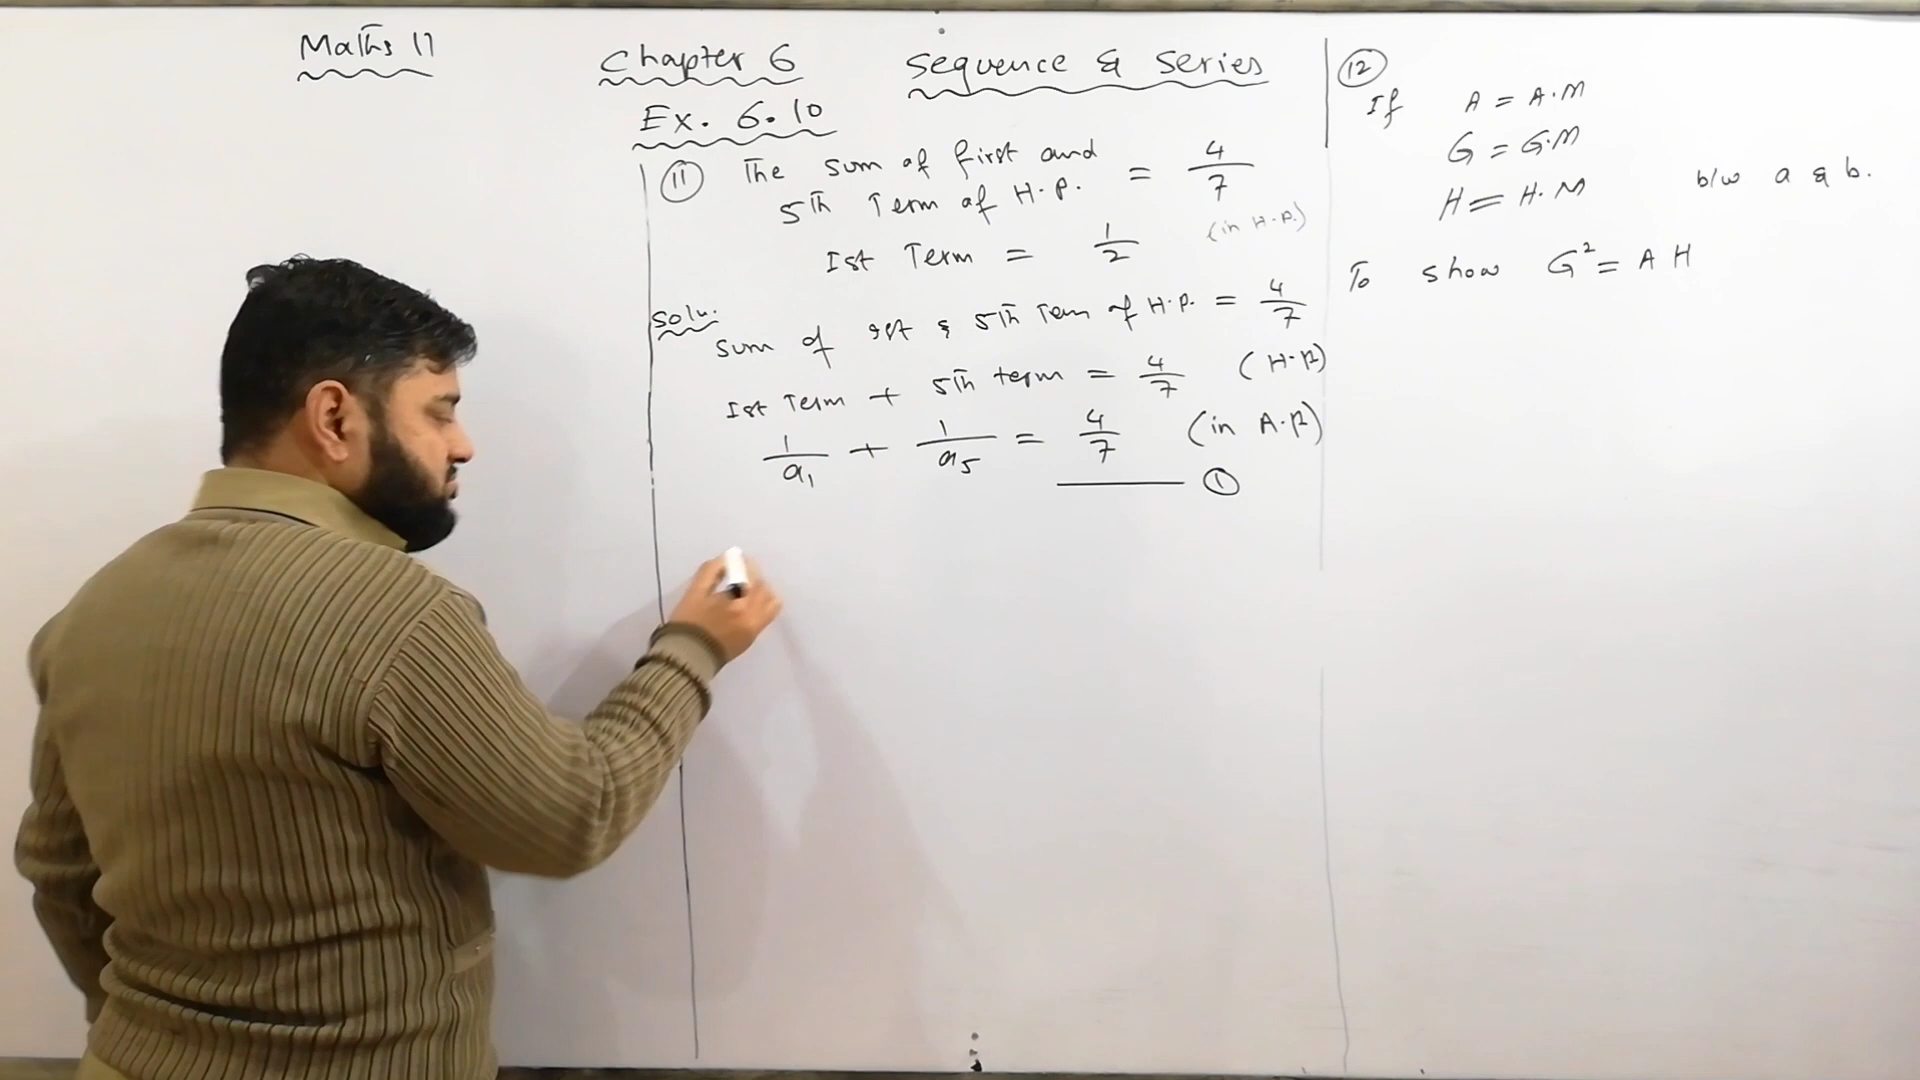 Maths 11
Chapter 6 Sequence & Series
Ex. 6.10
(11) The sum of first and 5th Term of H.P. = 4/7
Ist Term = 1/2 (in H.P.)
Solu.
Sum of Ist & 5th Term of H.P. = 4/7
Ist Term + 5th term = 4/7 (H.P)
1/a₁ + 1/a₅ = 4/7 (in A.P)
——— (1)
(12)
If A = A.M
G = G.M
H = H.M b/w a & b.
To show G² = A H